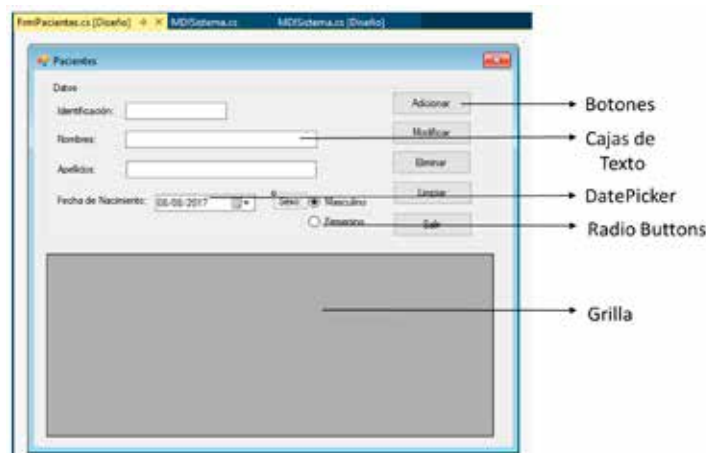 FrmPacientes.cs [Diseño] MDISistema.cs MDISistema.cs [Diseño]
Pacientes
Datos
Identificación:
Adicionar
Botones
Nombres:
Modificar
Cajas de
Texto
Apellidos:
Eliminar
Fecha de Nacimiento: 08-08-2017
Sexo
Masculino
Limpiar
DatePicker
Femenino
Salir
Radio Buttons
Grilla